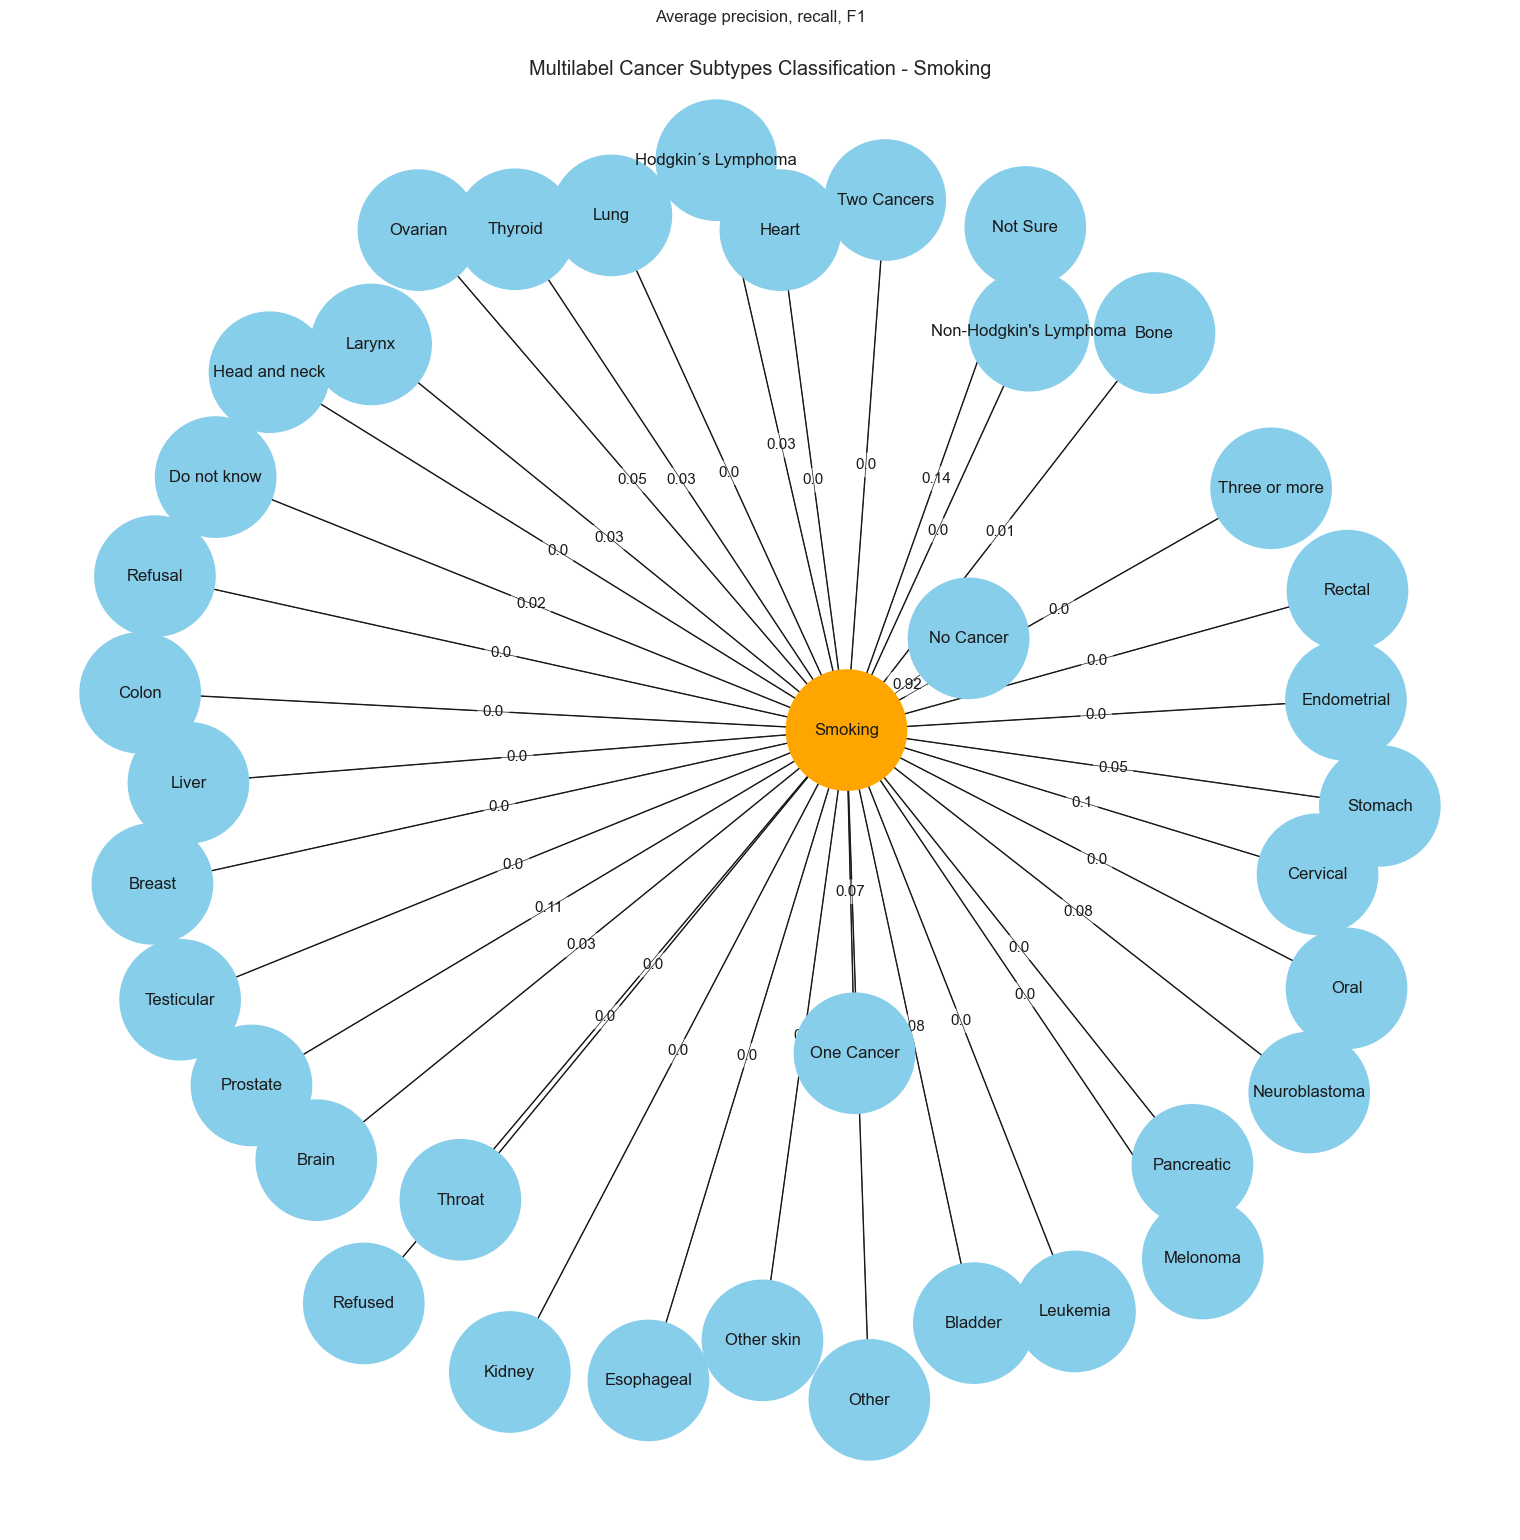 Average precision, recall, F1
Multilabel Cancer Subtypes Classification - Smoking
Hodgkin´s Lymphoma
Two Cancers
Lung
Not Sure
Ovarian
Thyroid
Heart
Non-Hodgkin's Lymphoma
Bone
Larynx
Head and neck
0.03
0.0
Do not know
0.0
0.05
0.03
0.0
0.14
Three or more
0.03
0.0
0.01
0.0
Refusal
0.02
0.0
Rectal
No Cancer
0.0
0.0
Colon
0.92
Endometrial
0.0
0.0
Smoking
0.0
0.05
Liver
0.0
0.1
Stomach
0.0
0.0
Cervical
Breast
0.11
0.07
0.08
0.03
0.0
0.0
Oral
Testicular
0.0
0.0
0.0
08
0.0
0.0
One Cancer
0.0
Prostate
Neuroblastoma
Brain
Pancreatic
Throat
Melonoma
Refused
Leukemia
Bladder
Other skin
Kidney
Esophageal
Other